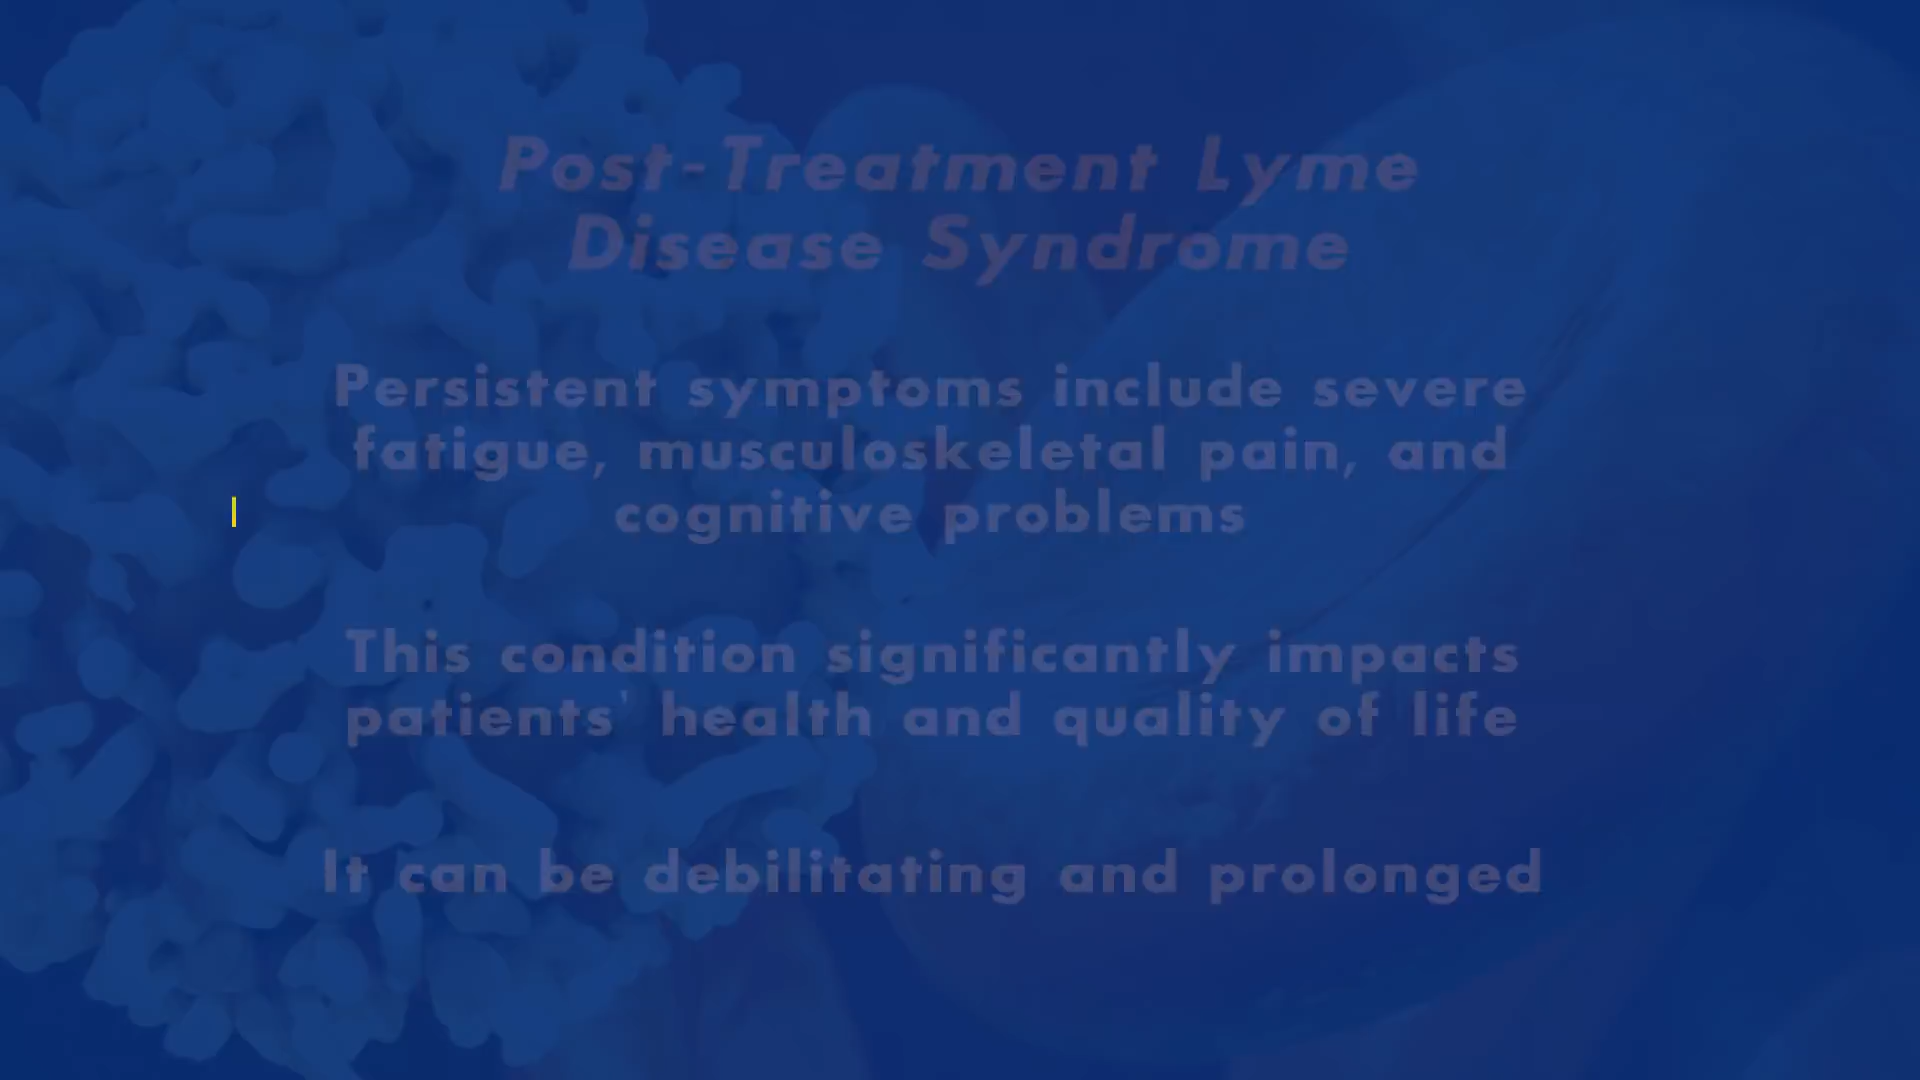 Post-Treatment Lyme
Disease Syndrome
Persistent symptoms include severe
fatigue, musculoskeletal pain, and
cognitive problems
This condition significantly impacts
patients' health and quality of life
It can be debilitating and prolonged